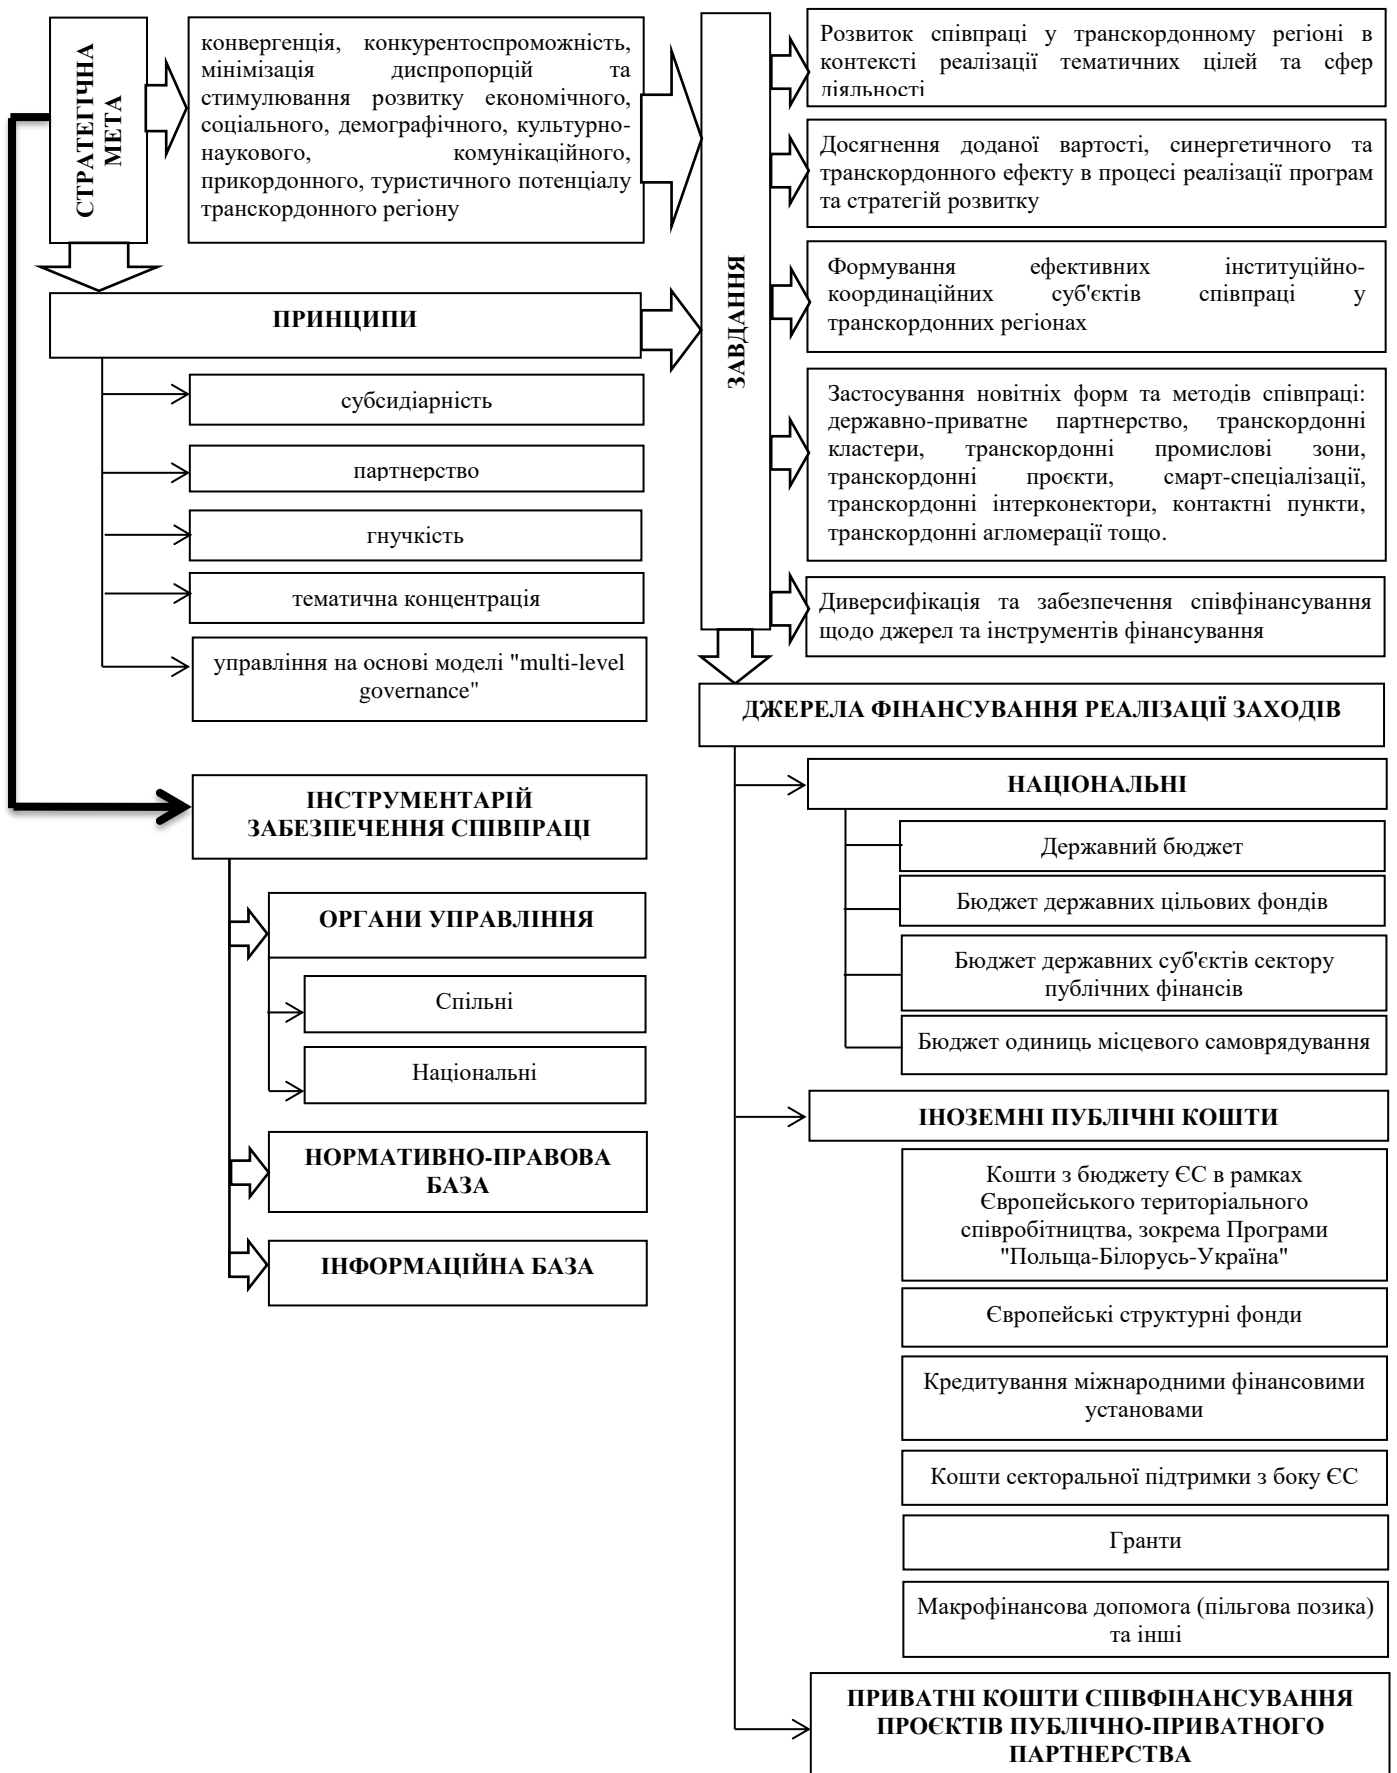 СТРАТЕГІЧНА
МЕТА
конвергенція, конкурентоспроможність,
мінімізація диспропорцій та
стимулювання розвитку економічного,
соціального, демографічного, культурно-
наукового, комунікаційного,
прикордонного, туристичного потенціалу
транскордонного регіону
ПРИНЦИПИ
субсидіарність
партнерство
гнучкість
тематична концентрація
управління на основі моделі "multi-level
governance"
ІНСТРУМЕНТАРІЙ
ЗАБЕЗПЕЧЕННЯ СПІВПРАЦІ
ОРГАНИ УПРАВЛІННЯ
Спільні
Національні
НОРМАТИВНО-ПРАВОВА
БАЗА
ІНФОРМАЦІЙНА БАЗА
ЗАВДАННЯ
Розвиток співпраці у транскордонному регіоні в
контексті реалізації тематичних цілей та сфер
діяльності
Досягнення доданої вартості, синергетичного та
транскордонного ефекту в процесі реалізації програм
та стратегій розвитку
Формування ефективних інституційно-
координаційних суб'єктів співпраці у
транскордонних регіонах
Застосування новітніх форм та методів співпраці:
державно-приватне партнерство, транскордонні
кластери, транскордонні промислові зони,
транскордонні проєкти, смарт-спеціалізації,
транскордонні інтерконектори, контактні пункти,
транскордонні агломерації тощо.
Диверсифікація та забезпечення співфінансування
щодо джерел та інструментів фінансування
ДЖЕРЕЛА ФІНАНСУВАННЯ РЕАЛІЗАЦІЇ ЗАХОДІВ
НАЦІОНАЛЬНІ
Державний бюджет
Бюджет державних цільових фондів
Бюджет державних суб'єктів сектору
публічних фінансів
Бюджет одиниць місцевого самоврядування
ІНОЗЕМНІ ПУБЛІЧНІ КОШТИ
Кошти з бюджету ЄС в рамках
Європейського територіального
співробітництва, зокрема Програми
"Польща-Білорусь-Україна"
Європейські структурні фонди
Кредитування міжнародними фінансовими
установами
Кошти секторальної підтримки з боку ЄС
Гранти
Макрофінансова допомога (пільгова позика)
та інші
ПРИВАТНІ КОШТИ СПІВФІНАНСУВАННЯ
ПРОЄКТІВ ПУБЛІЧНО-ПРИВАТНОГО
ПАРТНЕРСТВА